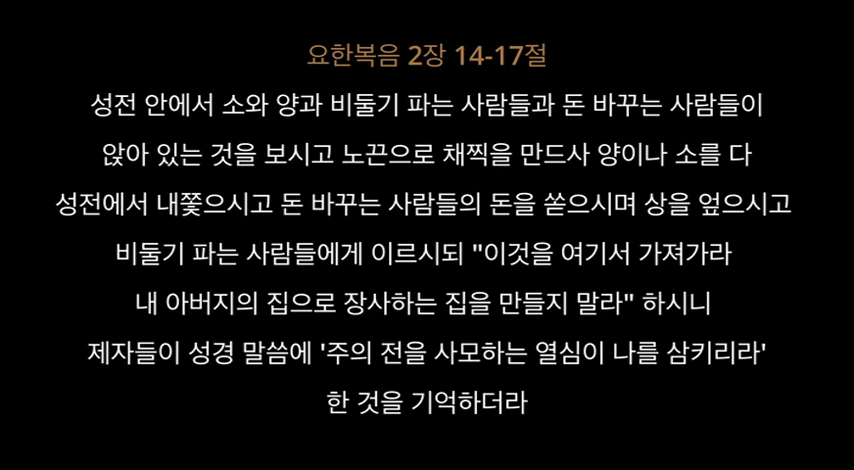 요한복음 2장 14-17절
성전 안에서 소와 양과 비둘기 파는 사람들과 돈 바꾸는 사람들이
앉아 있는 것을 보시고 노끈으로 채찍을 만드사 양이나 소를 다
성전에서 내쫓으시고 돈 바꾸는 사람들의 돈을 쏟으시며 상을 엎으시고
비둘기 파는 사람들에게 이르시되 "이것을 여기서 가져가라
내 아버지의 집으로 장사하는 집을 만들지 말라" 하시니
제자들이 성경 말씀에 '주의 전을 사모하는 열심이 나를 삼키리라'
한 것을 기억하더라